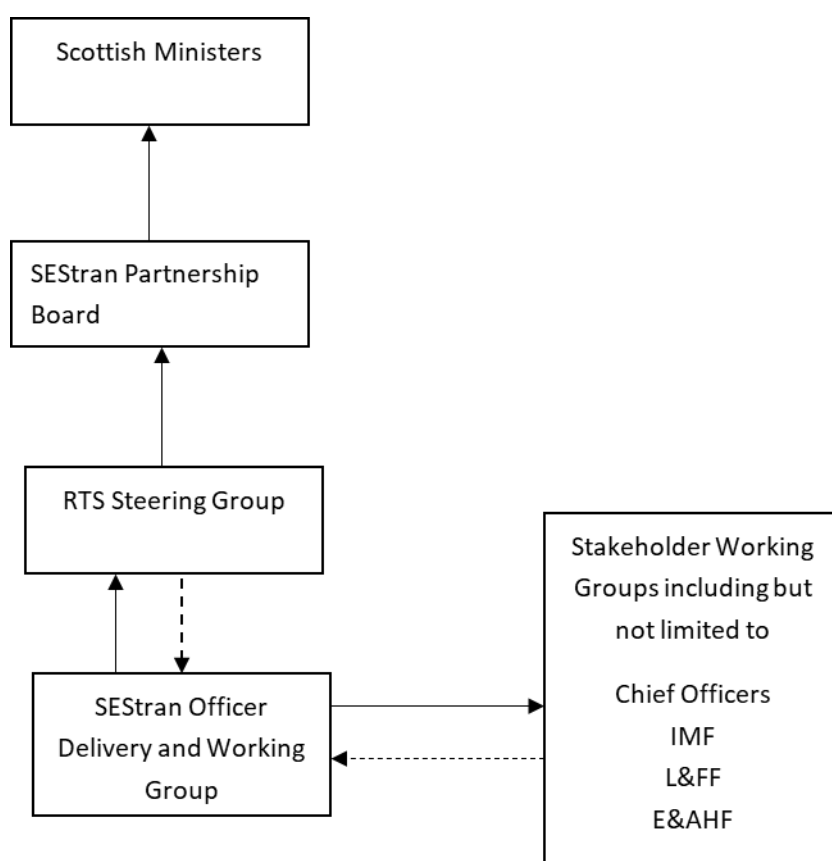 Scottish Ministers
SEStran Partnership
Board
RTS Steering Group
Stakeholder Working
Groups including but
not limited to
Chief Officers
IMF
L&FF
E&AHF
SEStran Officer
Delivery and Working
Group